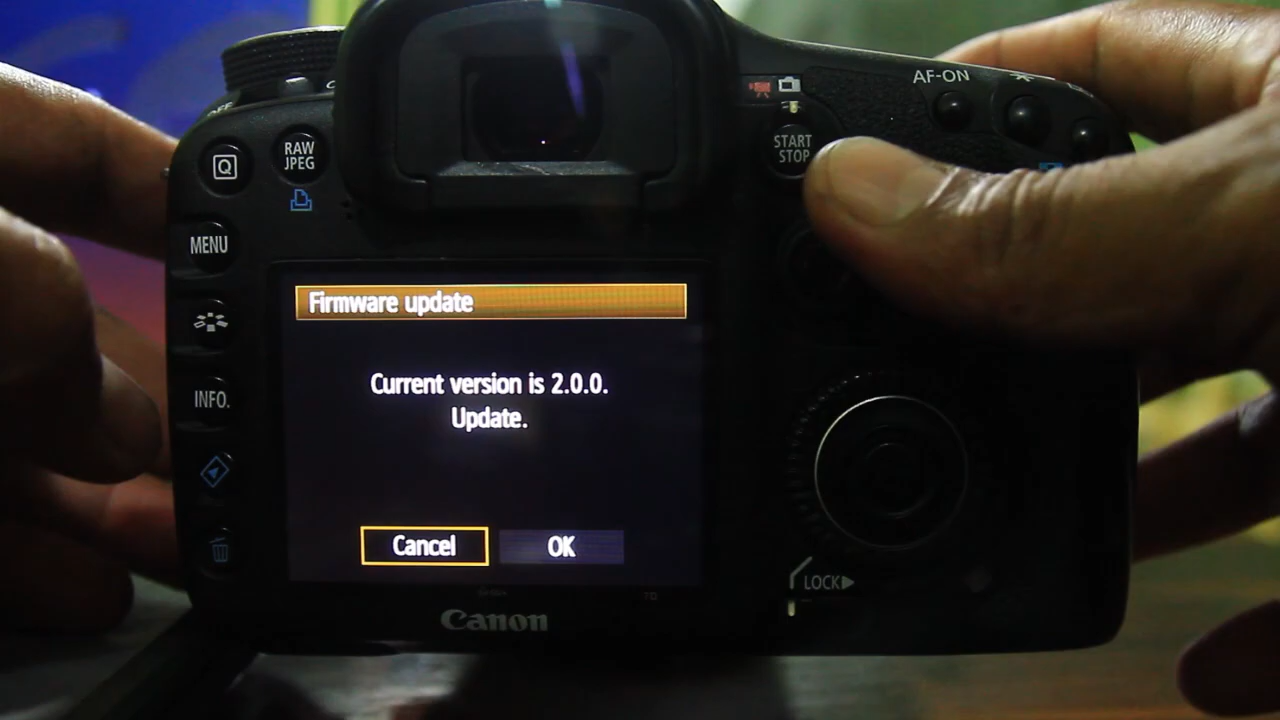 AF-ON
RAW
JPEG
Q
START
STOP
MENU
Firmware update
Current version is 2.0.0.
Update.
INFO.
Cancel
OK
LOCK
Canon